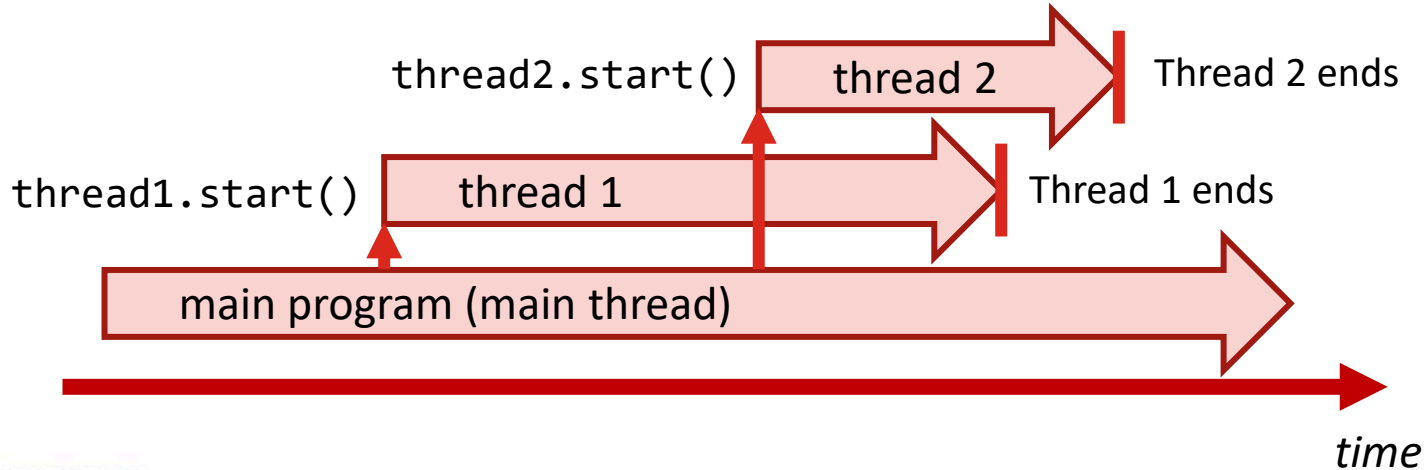 thread2.start()
thread 2
Thread 2 ends
thread1.start()
thread 1
Thread 1 ends
main program (main thread)
time